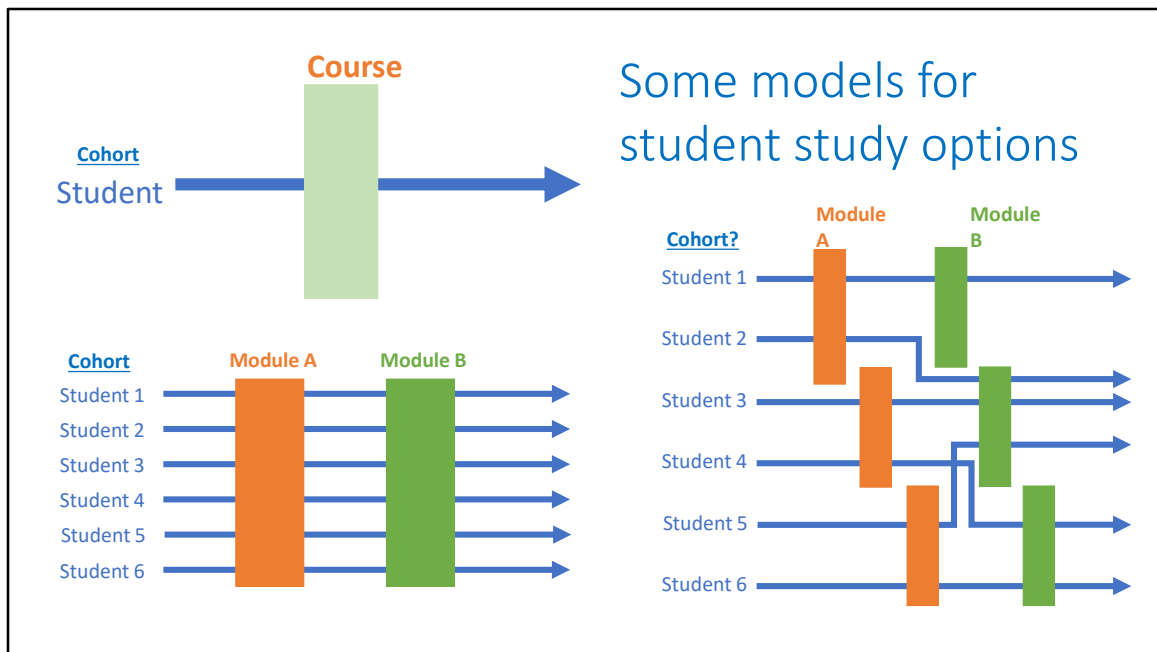 Course
Cohort
Student
Some models for
student study options
Cohort
Module A
Module B
Student 1
Student 2
Student 3
Student 4
Student 5
Student 6
Cohort?
Module
A
Module
B
Student 1
Student 2
Student 3
Student 4
Student 5
Student 6